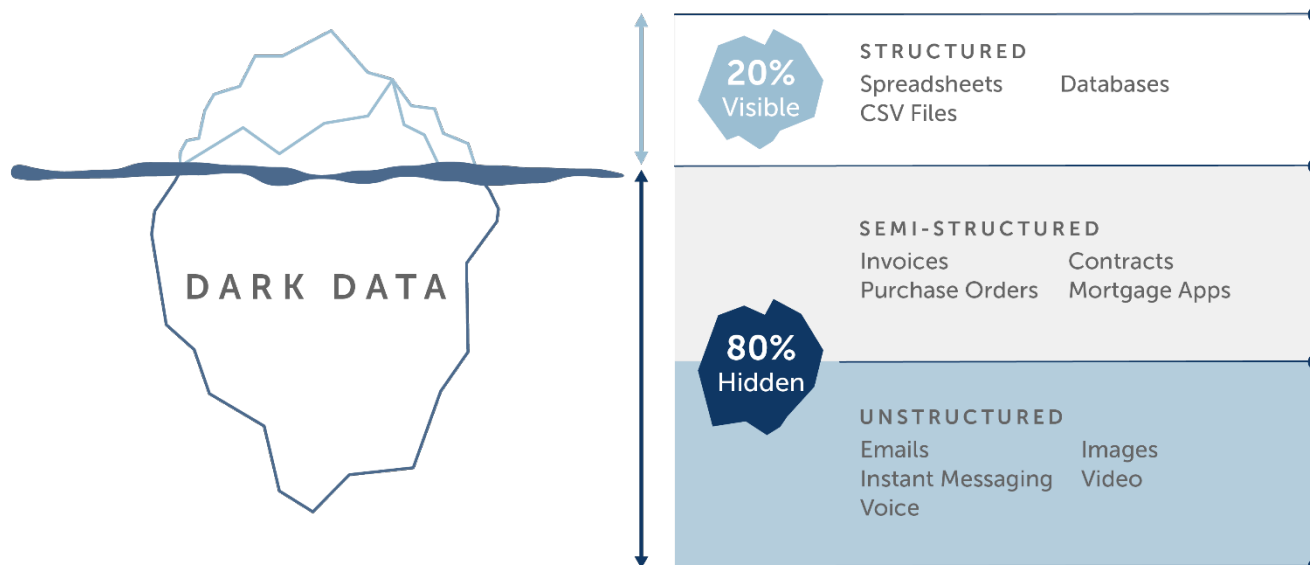 DARK DATA
20%
Visible
STRUCTURED
Spreadsheets Databases
CSV Files
80%
Hidden
SEMI-STRUCTURED
Invoices Contracts
Purchase Orders Mortgage Apps
UNSTRUCTURED
Emails Images
Instant Messaging Video
Voice